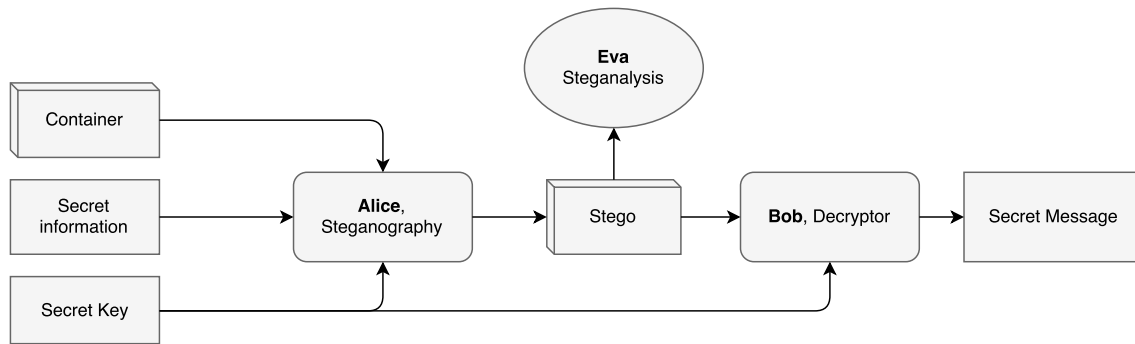 Eva
Steganalysis
Container
Secret
information
Alice,
Steganography
Stego
Bob, Decryptor
Secret Message
Secret Key